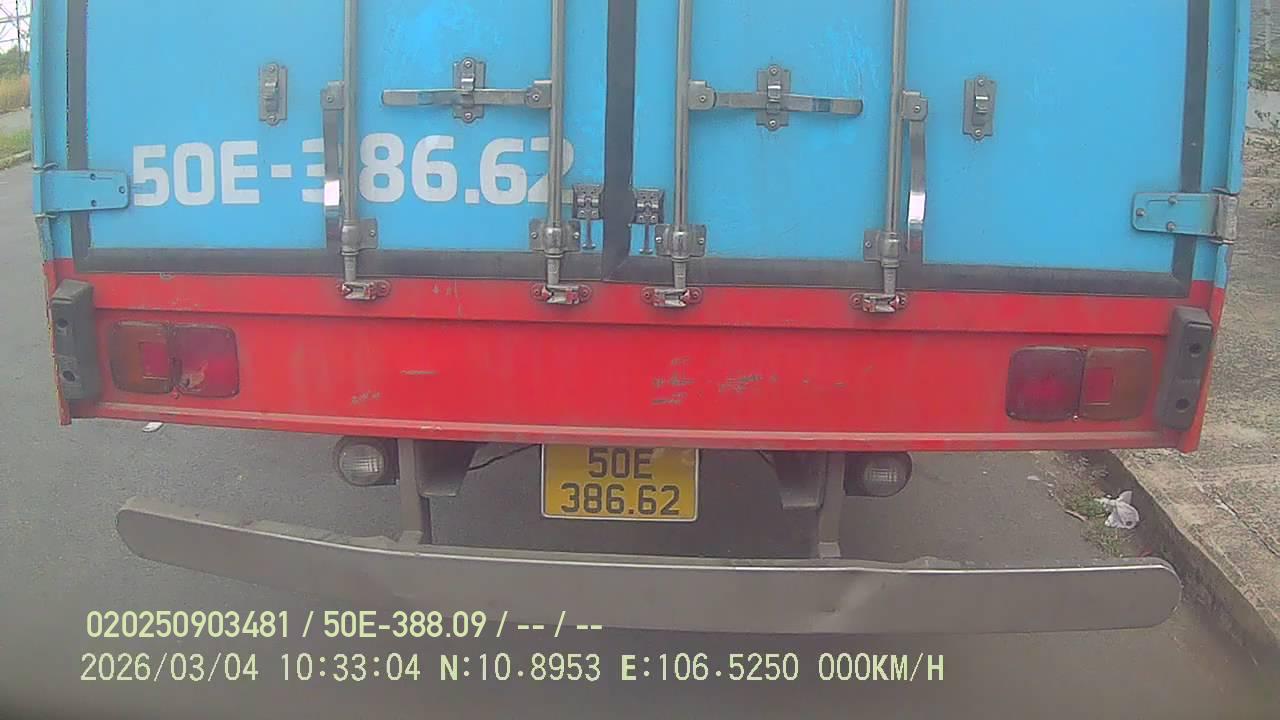 50E-386.62
50E
386.62
020250903481 / 50E-388.09 / -- / --
2026/03/04 10:33:04 N:10.8953 E:106.5250 000KM/H